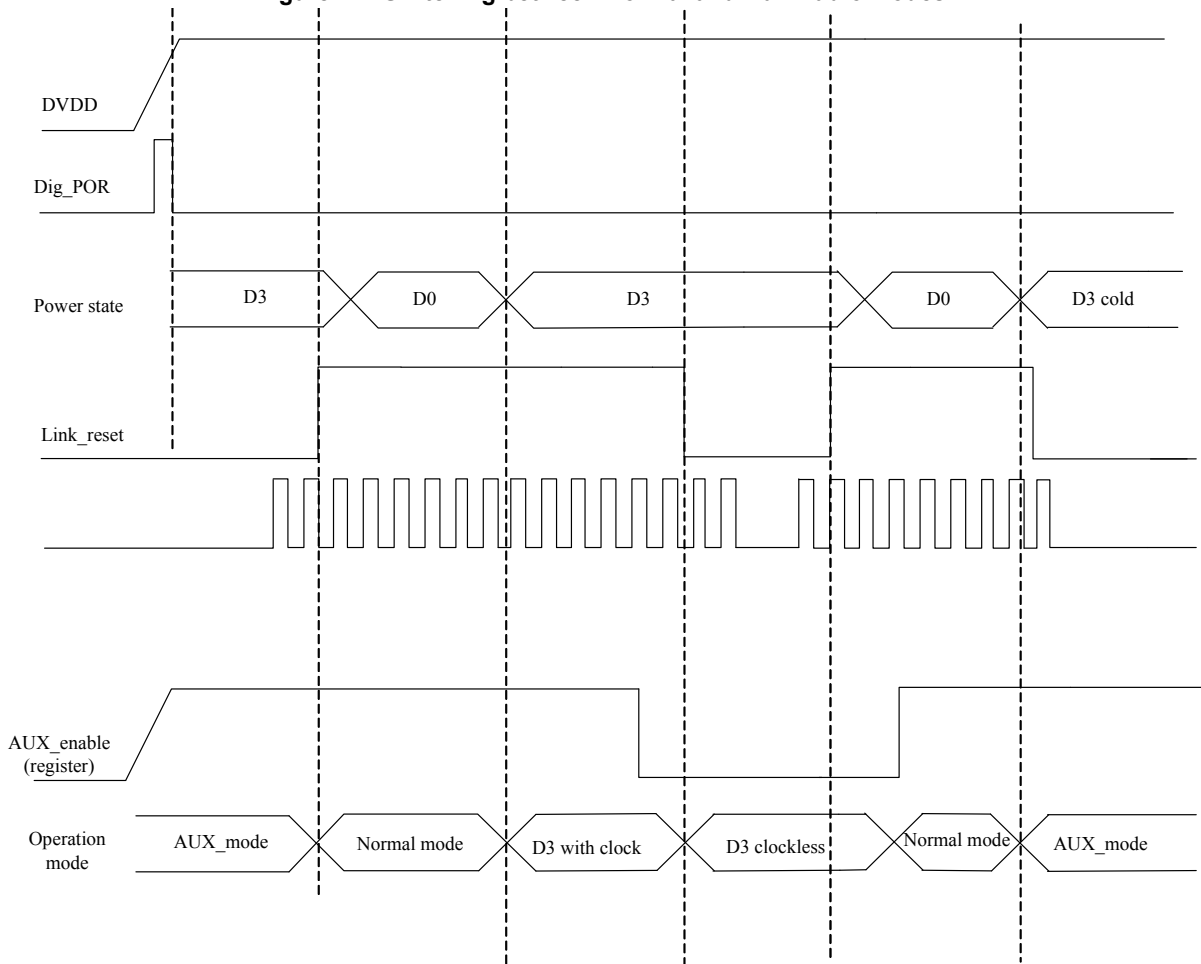 DVDD
Dig_POR
Power state
D3
D0
D3
D0
D3 cold
Link_reset
AUX_enable
(register)
Operation
mode
AUX_mode
Normal mode
D3 with clock
D3 clockless
Normal mode
AUX_mode